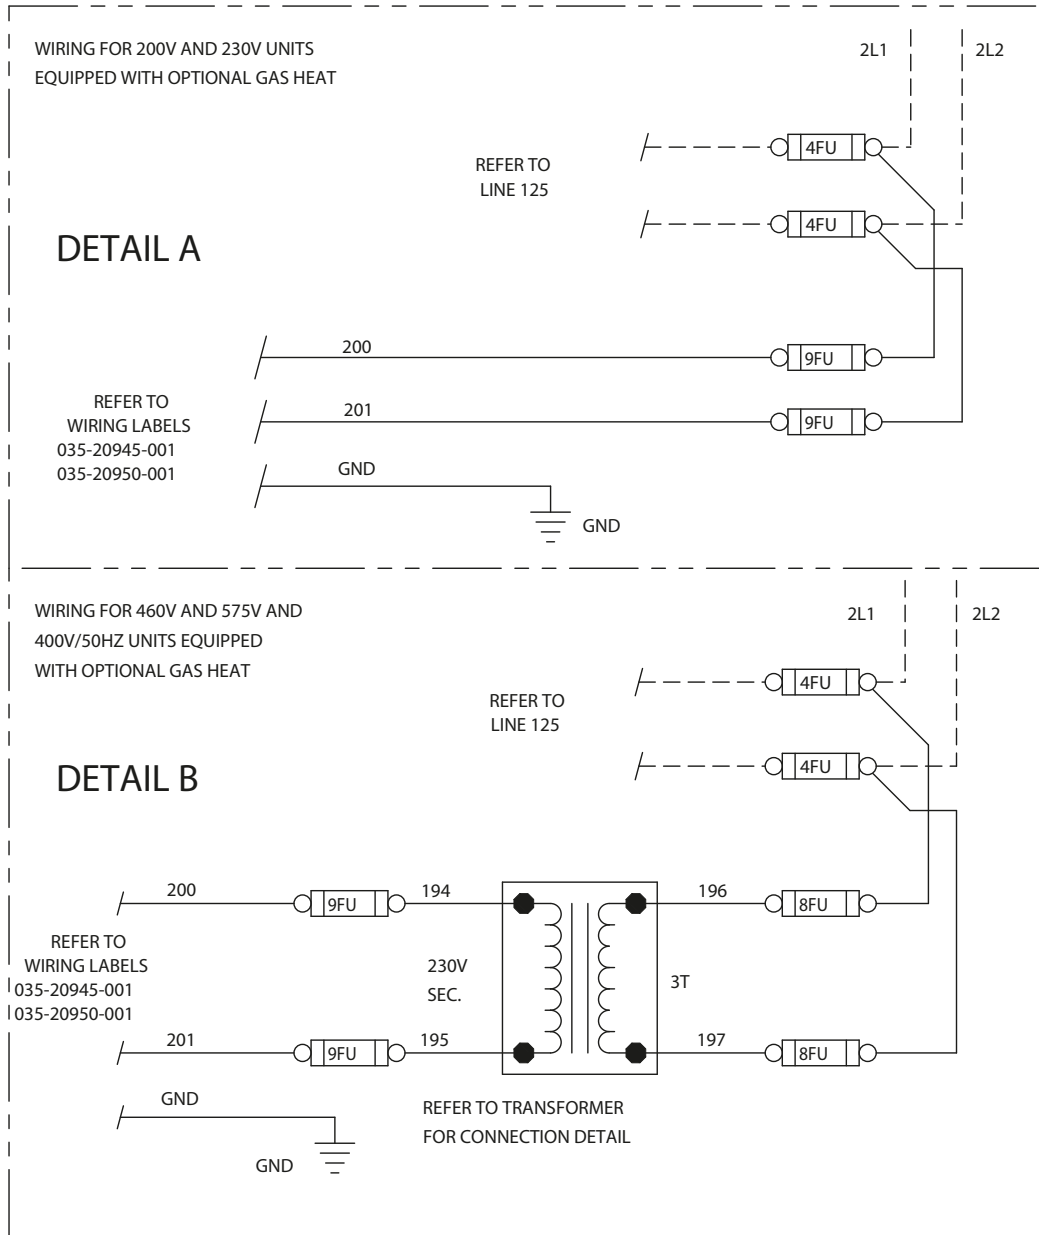 WIRING FOR 200V AND 230V UNITS
EQUIPPED WITH OPTIONAL GAS HEAT
2L1
2L2
4FU
REFER TO
LINE 125
4FU
DETAIL A
200
9FU
REFER TO
WIRING LABELS
035-20945-001
035-20950-001
201
9FU
GND
GND
WIRING FOR 460V AND 575V AND
400V/50HZ UNITS EQUIPPED
WITH OPTIONAL GAS HEAT
2L1
2L2
4FU
REFER TO
LINE 125
4FU
DETAIL B
200
9FU
194
196
8FU
REFER TO
WIRING LABELS
035-20945-001
035-20950-001
230V
SEC.
3T
201
9FU
195
197
8FU
GND
GND
REFER TO TRANSFORMER
FOR CONNECTION DETAIL